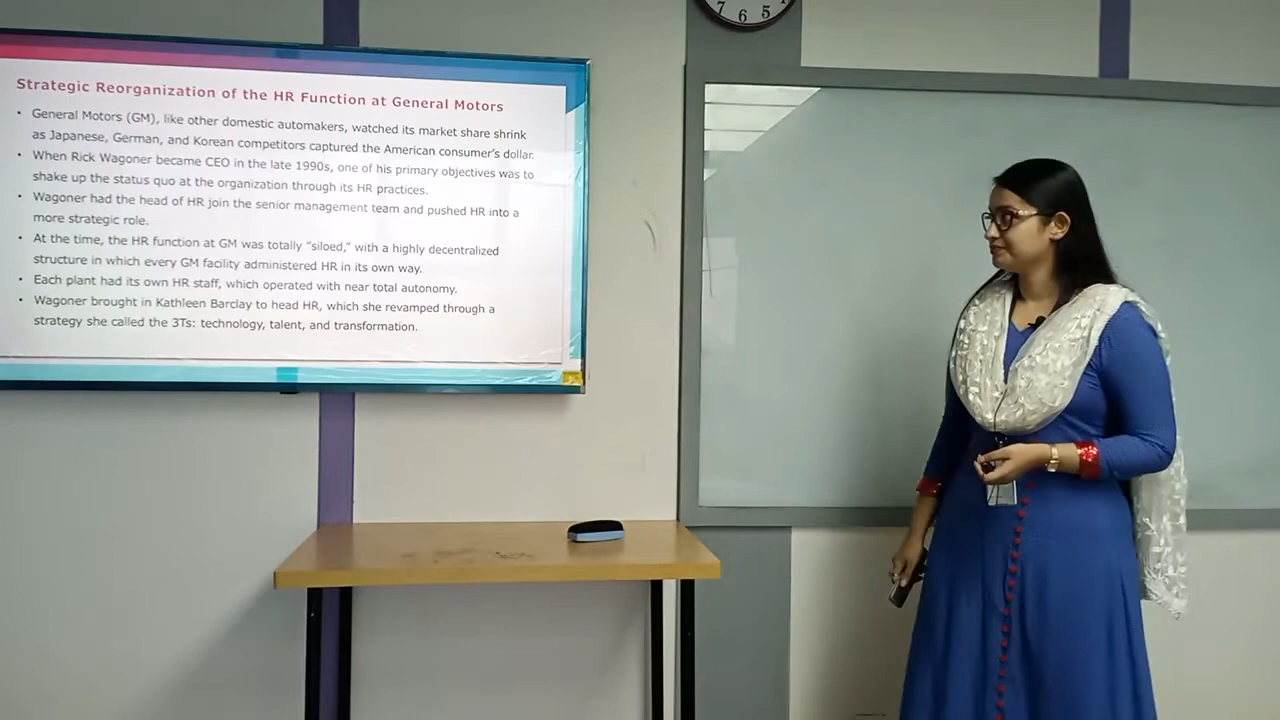 Strategic Reorganization of the HR Function at General Motors
• General Motors (GM), like other domestic automakers, watched its market share shrink
as Japanese, German, and Korean competitors captured the American consumer's dollar.
• When Rick Wagoner became CEO in the late 1990s, one of his primary objectives was to
shake up the status quo at the organization through its HR practices.
• Wagoner had the head of HR join the senior management team and pushed HR into a
more strategic role.
• At the time, the HR function at GM was totally “siloed,” with a highly decentralized
structure in which every GM facility administered HR in its own way.
• Each plant had its own HR staff, which operated with near total autonomy.
• Wagoner brought in Kathleen Barclay to head HR, which she revamped through a
strategy she called the 3Ts: technology, talent, and transformation.
7 6 5